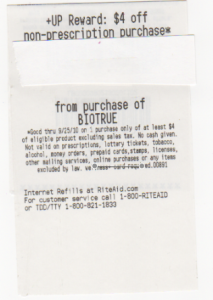 +UP Reward: $4 off
non-prescription purchase*
from purchase of
BIOTRUE
*Good thru 9/25/10 on 1 purchase only of at least $4
of eligible product excluding sales tax. No cash given.
Not valid on prescriptions, lottery tickets, tobacco,
alcohol, money orders, prepaid cards, stamps, licenses,
other mailing services, online purchases or any items
excluded by law. card required.00891
Internet Refills at RiteAid.com
For customer service call 1-800-RITEAID
or TDD/TTY 1-800-821-1833